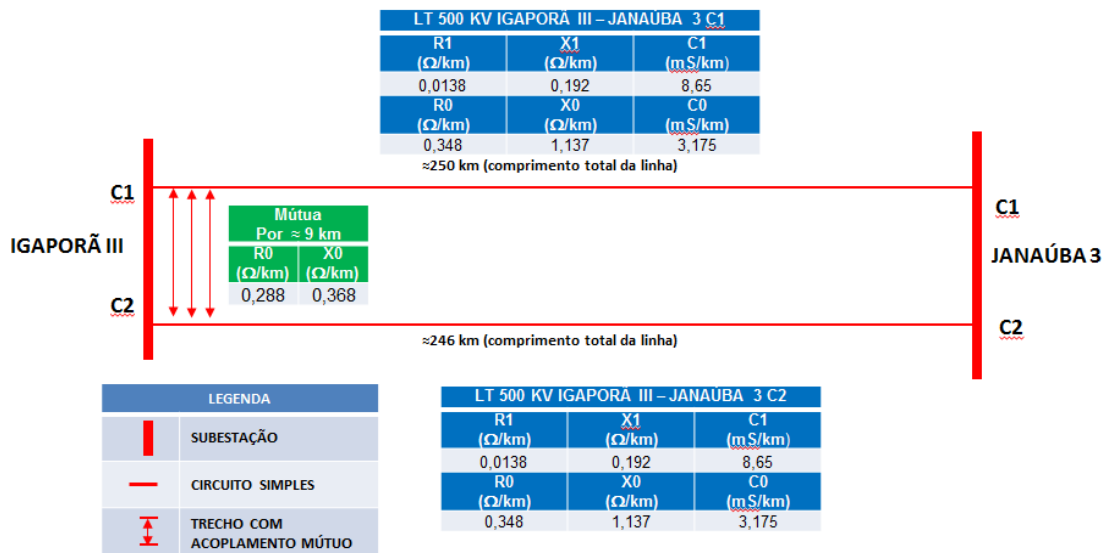 LT 500 KV IGAPORÃ III – JANAÚBA 3 C1
R1 X1 C1
(Ω/km) (Ω/km) (mS/km)
0,0138 0,192 8,65
R0 X0 C0
(Ω/km) (Ω/km) (mS/km)
0,348 1,137 3,175
≈250 km (comprimento total da linha)
C1 C1
Mútua
Por ≈ 9 km
R0 X0
(Ω/km) (Ω/km)
0,288 0,368
IGAPORÃ III JANAÚBA 3
C2 C2
≈246 km (comprimento total da linha)
LEGENDA
SUBESTAÇÃO
CIRCUITO SIMPLES
TRECHO COM
ACOPLAMENTO MÚTUO
LT 500 KV IGAPORÃ III – JANAÚBA 3 C2
R1 X1 C1
(Ω/km) (Ω/km) (mS/km)
0,0138 0,192 8,65
R0 X0 C0
(Ω/km) (Ω/km) (mS/km)
0,348 1,137 3,175